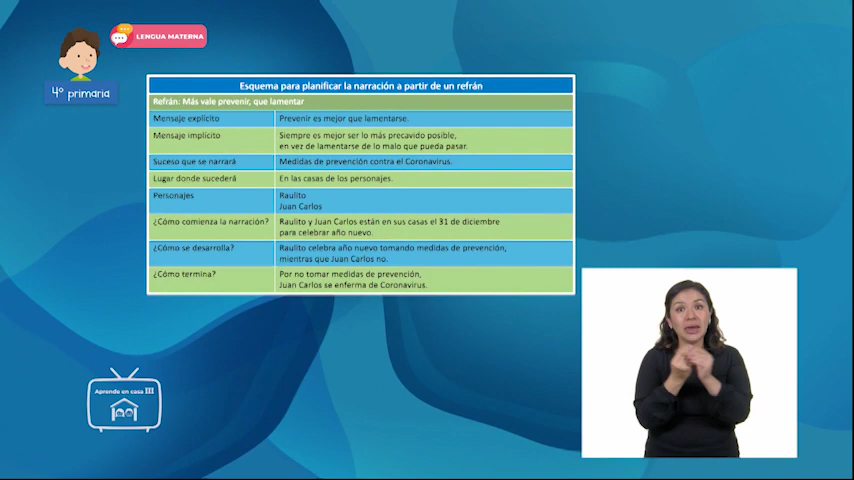 LENGUA MATERNA
4º primaria
Esquema para planificar la narración a partir de un refrán
Refrán: Más vale prevenir, que lamentar
Mensaje explícito
Prevenir es mejor que lamentarse.
Mensaje implícito
Siempre es mejor ser lo más precavido posible,
en vez de lamentarse de lo malo que pueda pasar.
Suceso que se narrará
Medidas de prevención contra el Coronavirus.
Lugar donde sucederá
En las casas de los personajes.
Personajes
Raulito
Juan Carlos
¿Cómo comienza la narración?
Raulito y Juan Carlos están en sus casas el 31 de diciembre
para celebrar año nuevo.
¿Cómo se desarrolla?
Raulito celebra año nuevo tomando medidas de prevención,
mientras que Juan Carlos no.
¿Cómo termina?
Por no tomar medidas de prevención,
Juan Carlos se enferma de Coronavirus.
Aprende en casa III